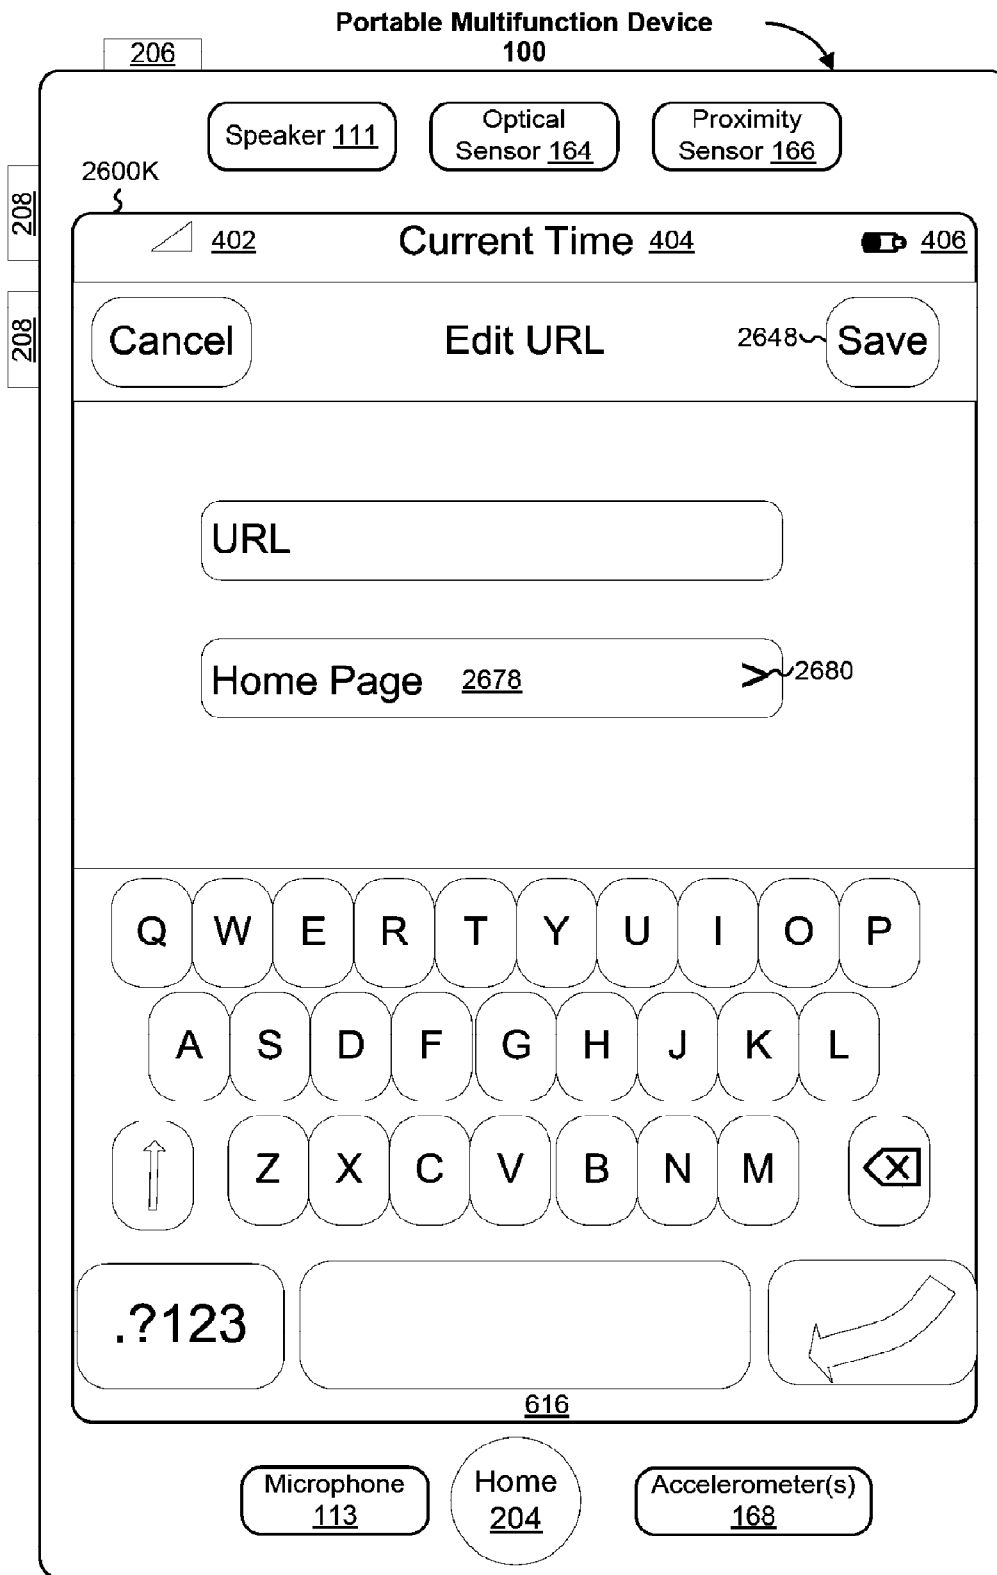 Portable Multifunction Device
100
206
Speaker 111
Optical
Sensor 164
Proximity
Sensor 166
2600K
208
402 Current Time 404 406
208
Cancel Edit URL 2648 Save
URL
Home Page 2678 > 2680
Q W E R T Y U I O P
A S D F G H J K L
Z X C V B N M X
.?123
616
Microphone
113
Home
204
Accelerometer(s)
168